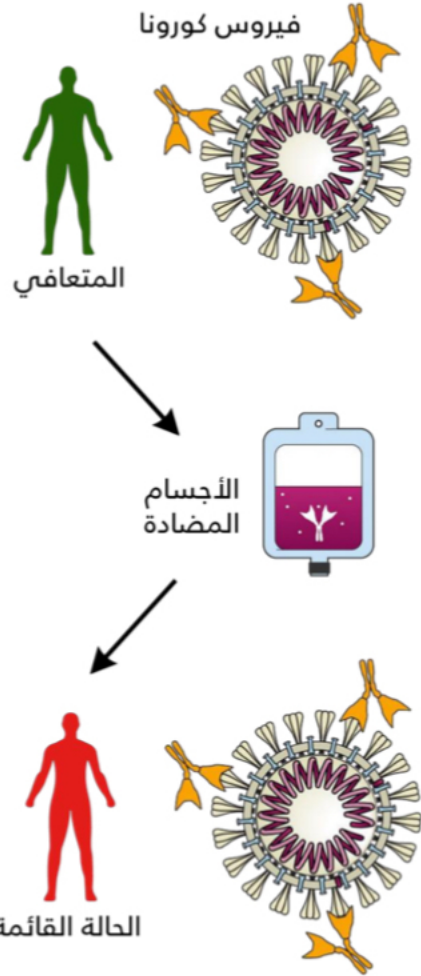 فيروس كورونا
المتعافي
الأجسام
المضادة
الحالة القائمة